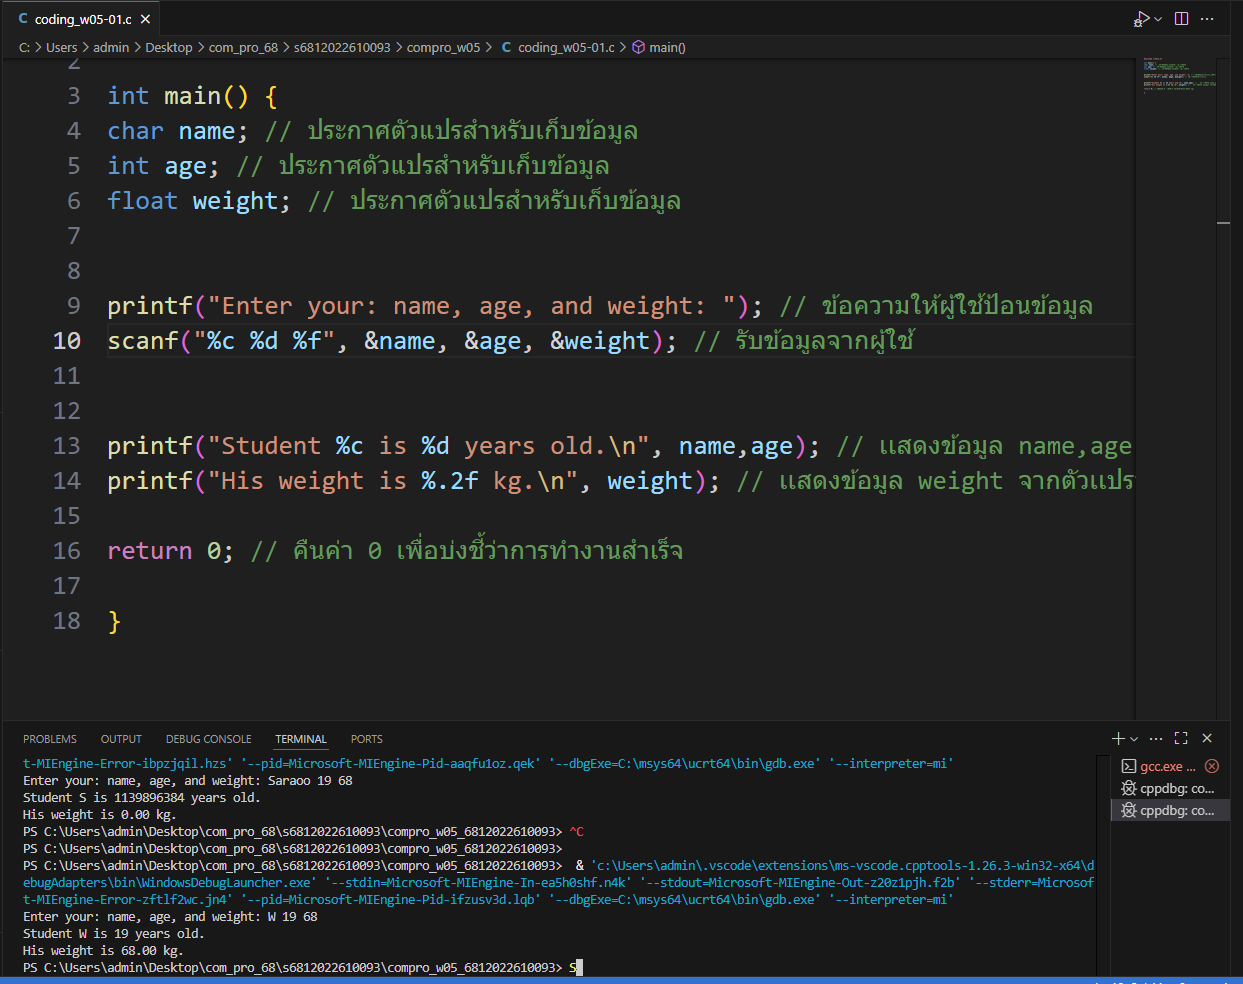 coding_w05-01.c
C: > Users > admin > Desktop > com_pro_68 > s6812022610093 > compro_w05 > C coding_w05-01.c > main()
2
3 int main() {
4 char name; // ประกาศตัวแปรสำหรับเก็บข้อมูล
5 int age; // ประกาศตัวแปรสำหรับเก็บข้อมูล
6 float weight; // ประกาศตัวแปรสำหรับเก็บข้อมูล
7
8
9 printf("Enter your: name, age, and weight: "); // ข้อความให้ผู้ใช้ป้อนข้อมูล
10 scanf("%c %d %f", &name, &age, &weight); // รับข้อมูลจากผู้ใช้
11
12
13 printf("Student %c is %d years old.\n", name,age); // แสดงข้อมูล name,age
14 printf("His weight is %.2f kg.\n", weight); // แสดงข้อมูล weight จากตัวแปร
15
16 return 0; // คืนค่า 0 เพื่อบ่งชี้ว่าการทำงานสำเร็จ
17
18 }
PROBLEMS OUTPUT DEBUG CONSOLE TERMINAL PORTS
t-MIEngine-Error-ibpzjqil.hzs' '--pid=Microsoft-MIEngine-Pid-aaqfu1oz.qek' '--dbgExe=C:\msys64\ucrt64\bin\gdb.exe' '--interpreter=mi'
Enter your: name, age, and weight: Saraoo 19 68
Student S is 1139896384 years old.
His weight is 0.00 kg.
PS C:\Users\admin\Desktop\com_pro_68\s6812022610093\compro_w05_6812022610093> ^C
PS C:\Users\admin\Desktop\com_pro_68\s6812022610093\compro_w05_6812022610093>
PS C:\Users\admin\Desktop\com_pro_68\s6812022610093\compro_w05_6812022610093> & 'c:\Users\admin\.vscode\extensions\ms-vscode.cpptools-1.26.3-win32-x64\d
ebugAdapters\bin\WindowsDebugLauncher.exe' '--stdin=Microsoft-MIEngine-In-ea5h0shf.n4k' '--stdout=Microsoft-MIEngine-Out-z20z1pjh.f2b' '--stderr=Microsof
t-MIEngine-Error-zftlf2wc.jn4' '--pid=Microsoft-MIEngine-Pid-ifzusv3d.lqb' '--dbgExe=C:\msys64\ucrt64\bin\gdb.exe' '--interpreter=mi'
Enter your: name, age, and weight: W 19 68
Student W is 19 years old.
His weight is 68.00 kg.
PS C:\Users\admin\Desktop\com_pro_68\s6812022610093\compro_w05_6812022610093> S
gcc.exe ...
cppdbg: co...
cppdbg: co...